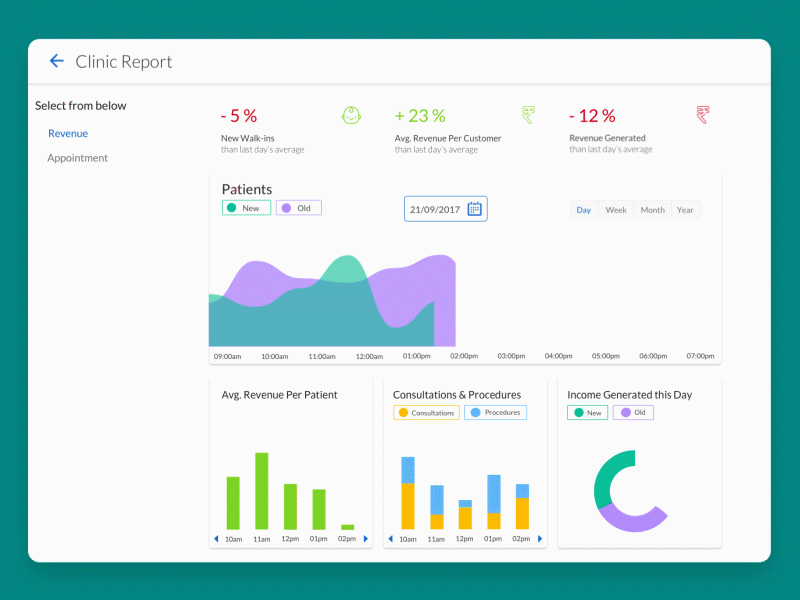 Clinic Report
Select from below
Revenue
Appointment
- 5 %
New Walk-ins
than last day's average
+ 23 %
Avg. Revenue Per Customer
than last day's average
- 12 %
Revenue Generated
than last day's average
Patients
New Old
21/09/2017
Day Week Month Year
09:00am 10:00am 11:00am 12:00am 01:00pm 02:00pm 03:00pm 04:00pm 05:00pm 06:00pm 07:00pm
Avg. Revenue Per Patient
10am 11am 12pm 01pm 02pm
Consultations & Procedures
Consultations Procedures
10am 11am 12pm 01pm 02pm
Income Generated this Day
New Old